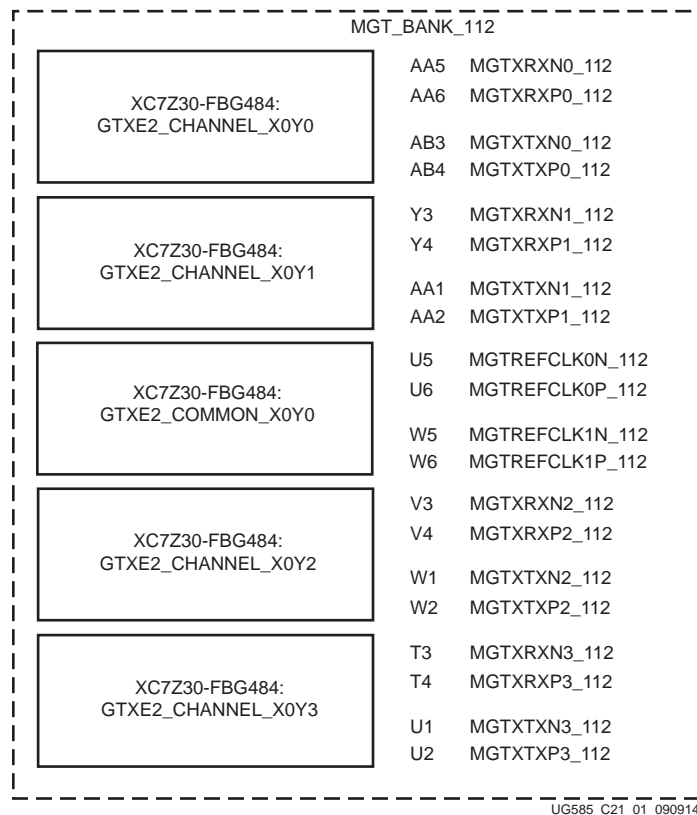 MGT_BANK_112
XC7Z30-FBG484:
GTXE2_CHANNEL_X0Y0
AA5 MGTXRXN0_112
AA6 MGTXRXP0_112
AB3 MGTXTXN0_112
AB4 MGTXTXP0_112
XC7Z30-FBG484:
GTXE2_CHANNEL_X0Y1
Y3 MGTXRXN1_112
Y4 MGTXRXP1_112
AA1 MGTXTXN1_112
AA2 MGTXTXP1_112
XC7Z30-FBG484:
GTXE2_COMMON_X0Y0
U5 MGTREFCLK0N_112
U6 MGTREFCLK0P_112
W5 MGTREFCLK1N_112
W6 MGTREFCLK1P_112
XC7Z30-FBG484:
GTXE2_CHANNEL_X0Y2
V3 MGTXRXN2_112
V4 MGTXRXP2_112
W1 MGTXTXN2_112
W2 MGTXTXP2_112
XC7Z30-FBG484:
GTXE2_CHANNEL_X0Y3
T3 MGTXRXN3_112
T4 MGTXRXP3_112
U1 MGTXTXN3_112
U2 MGTXTXP3_112
UG585_C21_01_090914